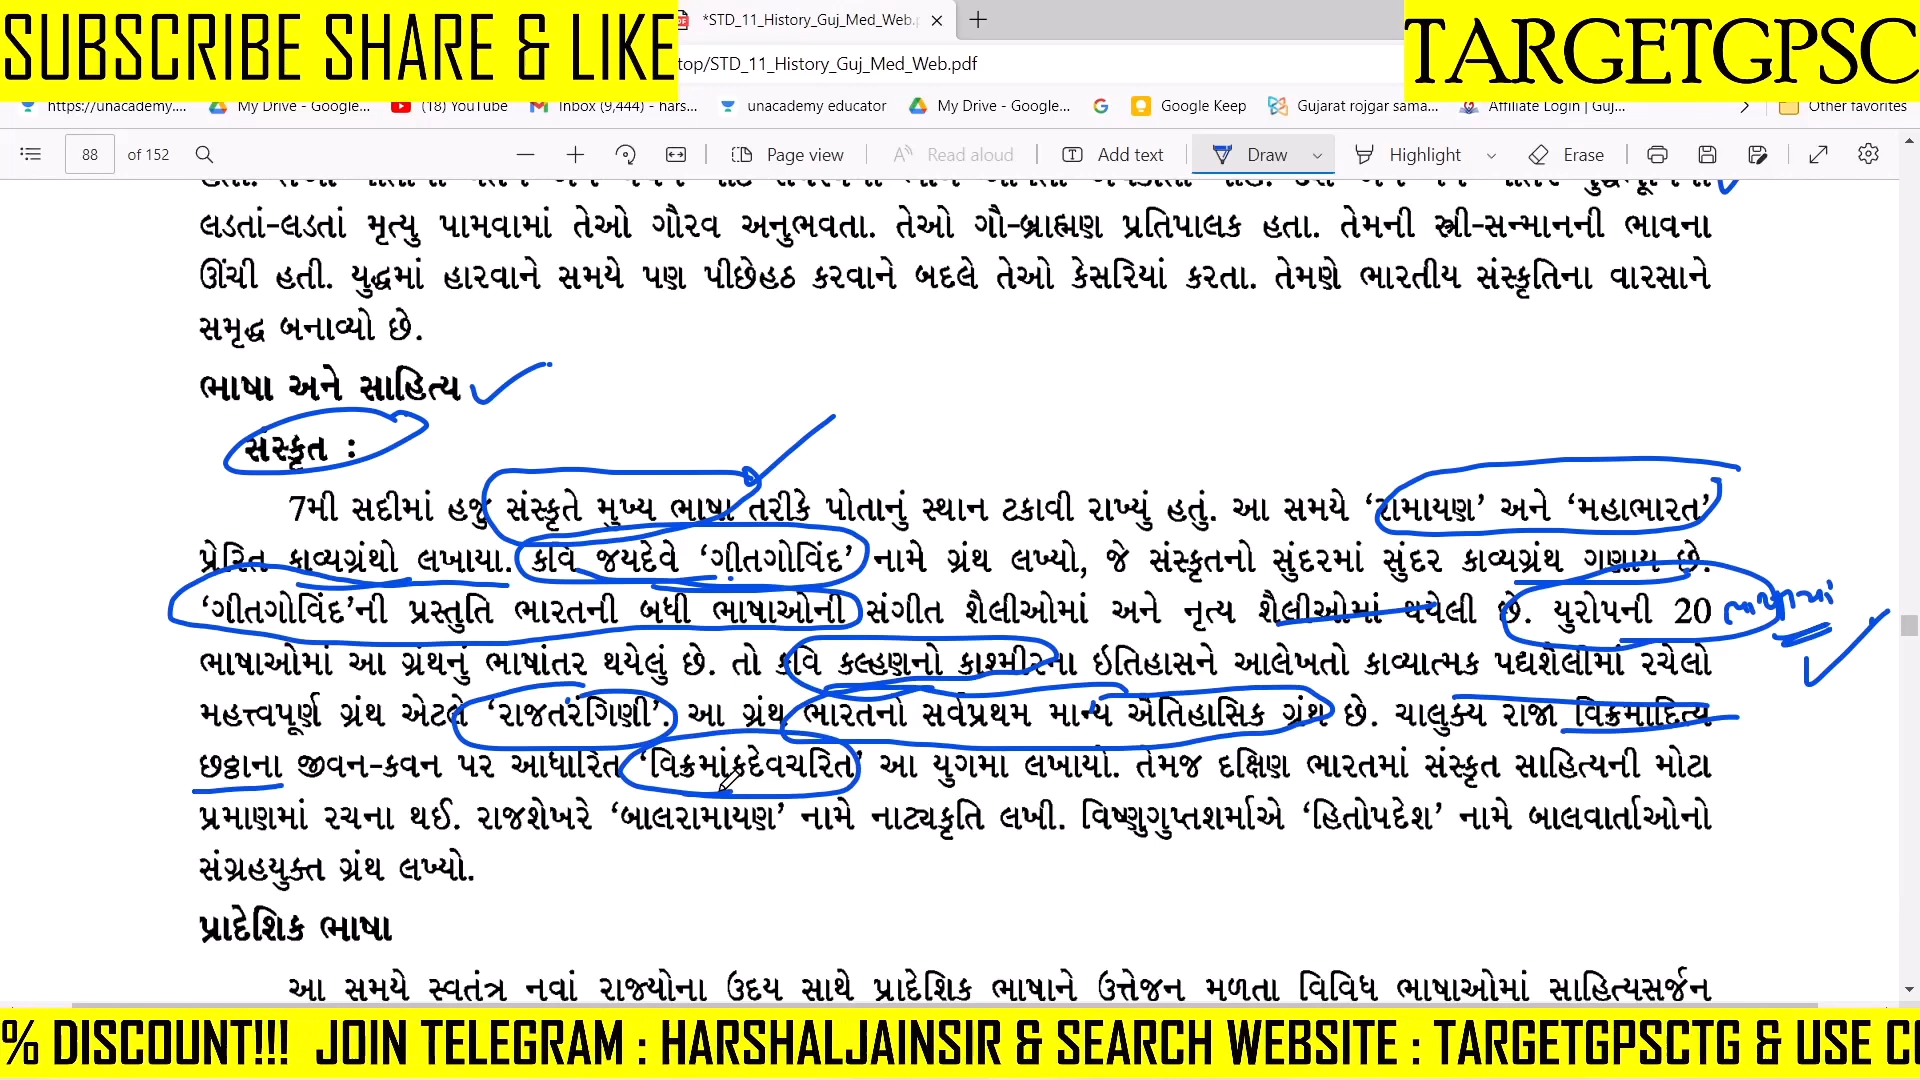 SUBSCRIBE SHARE & LIKE
*STD_11_History_Guj_Med_Web.p
TARGETGPSC
top/STD_11_History_Guj_Med_Web.pdf
https://unacademy.... My Drive - Google... (18) YouTube Inbox (9,444) - hars... unacademy educator My Drive - Google... Google Keep Gujarat rojgar sama... Affiliate Login | Guj... Other favorites
88 of 152 Page view Read aloud Add text Draw Highlight Erase
લડતાં-લડતાં મૃત્યુ પામવામાં તેઓ ગૌરવ અનુભવતા. તેઓ ગૌ-બ્રાહ્મણ પ્રતિપાલક હતા. તેમની સ્ત્રી-સન્માનની ભાવના
ઊંચી હતી. યુદ્ધમાં હારવાને સમયે પણ પીછેહઠ કરવાને બદલે તેઓ કેસરિયાં કરતા. તેમણે ભારતીય સંસ્કૃતિના વારસાને
સમૃદ્ધ બનાવ્યો છે.
ભાષા અને સાહિત્ય
સંસ્કૃત :
7મી સદીમાં હજુ સંસ્કૃતે મુખ્ય ભાષા તરીકે પોતાનું સ્થાન ટકાવી રાખ્યું હતું. આ સમયે ‘રામાયણ’ અને ‘મહાભારત’
પ્રેરિત કાવ્યગ્રંથો લખાયા. કવિ જયદેવે ‘ગીતગોવિંદ’ નામે ગ્રંથ લખ્યો, જે સંસ્કૃતનો સુંદરમાં સુંદર કાવ્યગ્રંથ ગણાય છે.
‘ગીતગોવિંદ’ની પ્રસ્તુતિ ભારતની બધી ભાષાઓની સંગીત શૈલીઓમાં અને નૃત્ય શૈલીઓમાં થયેલી છે. યુરોપની 20 ભાષામાં
ભાષાઓમાં આ ગ્રંથનું ભાષાંતર થયેલું છે. તો કવિ કલ્હણનો કાશ્મીરના ઇતિહાસને આલેખતો કાવ્યાત્મક પદ્યશૈલીમાં રચેલો
મહત્ત્વપૂર્ણ ગ્રંથ એટલે ‘રાજતરંગિણી’. આ ગ્રંથ ભારતનો સર્વપ્રથમ માન્ય ઐતિહાસિક ગ્રંથ છે. ચાલુક્ય રાજા વિક્રમાદિત્ય
છઠ્ઠાના જીવન-કવન પર આધારિત ‘વિક્રમાંકદેવચરિત’ આ યુગમા લખાયો. તેમજ દક્ષિણ ભારતમાં સંસ્કૃત સાહિત્યની મોટા
પ્રમાણમાં રચના થઈ. રાજશેખરે ‘બાલરામાયણ’ નામે નાટ્યકૃતિ લખી. વિષ્ણુગુપ્તશર્માએ ‘હિતોપદેશ’ નામે બાલવાર્તાઓનો
સંગ્રહયુક્ત ગ્રંથ લખ્યો.
પ્રાદેશિક ભાષા
આ સમયે સ્વતંત્ર નવાં રાજ્યોના ઉદય સાથે પ્રાદેશિક ભાષાને ઉત્તેજન મળતા વિવિધ ભાષાઓમાં સાહિત્યસર્જન
% DISCOUNT!!! JOIN TELEGRAM : HARSHALJAINSIR & SEARCH WEBSITE : TARGETGPSCTG & USE CO